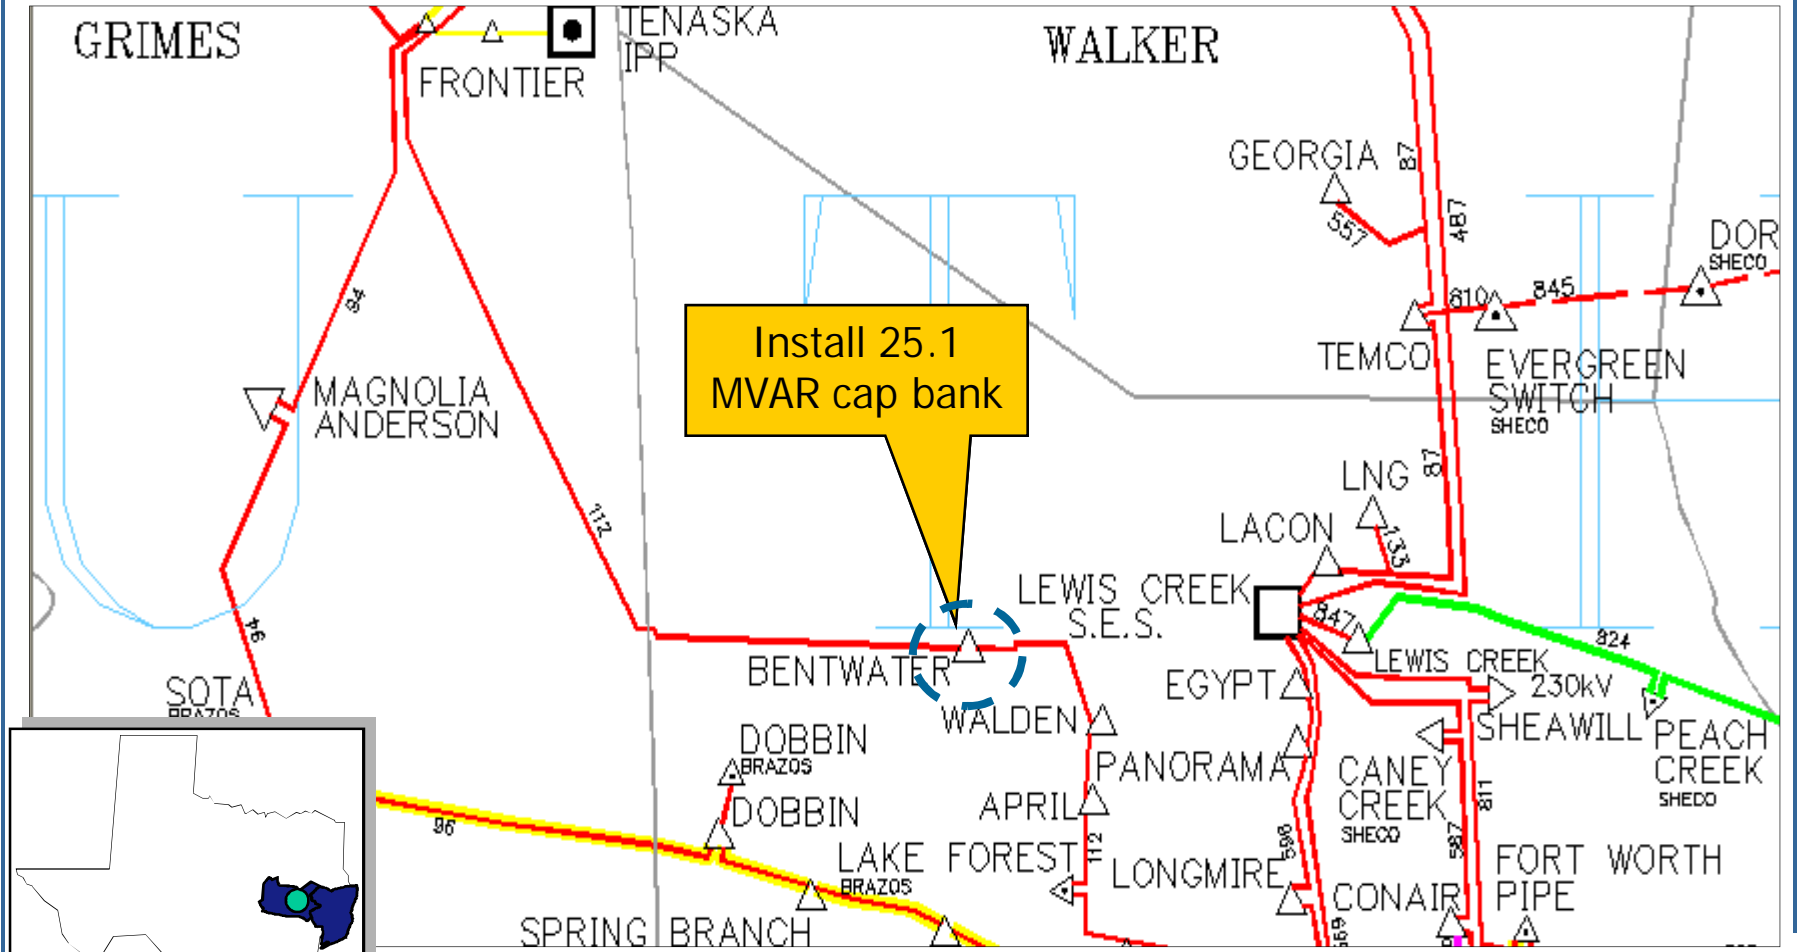 GRIMES
TENASKA
IPP
FRONTIER
WALKER
GEORGIA
87
557
487
DOR
SHECO
94
610
845
Install 25.1
MVAR cap bank
TEMCO
EVERGREEN
SWITCH
SHECO
MAGNOLIA
ANDERSON
87
LNG
112
LACON
133
LEWIS CREEK
S.E.S.
847
824
94
BENTWATER
LEWIS CREEK
230kV
EGYPT
SOTA
BRAZOS
WALDEN
SHEAWILL
PEACH
CREEK
SHECO
DOBBIN
BRAZOS
PANORAMA
CANEY
CREEK
SHECO
DOBBIN
APRIL
811
96
112
587
LAKE FOREST
BRAZOS
LONGMIRE
FORT WORTH
PIPE
CONAIR
SPRING BRANCH